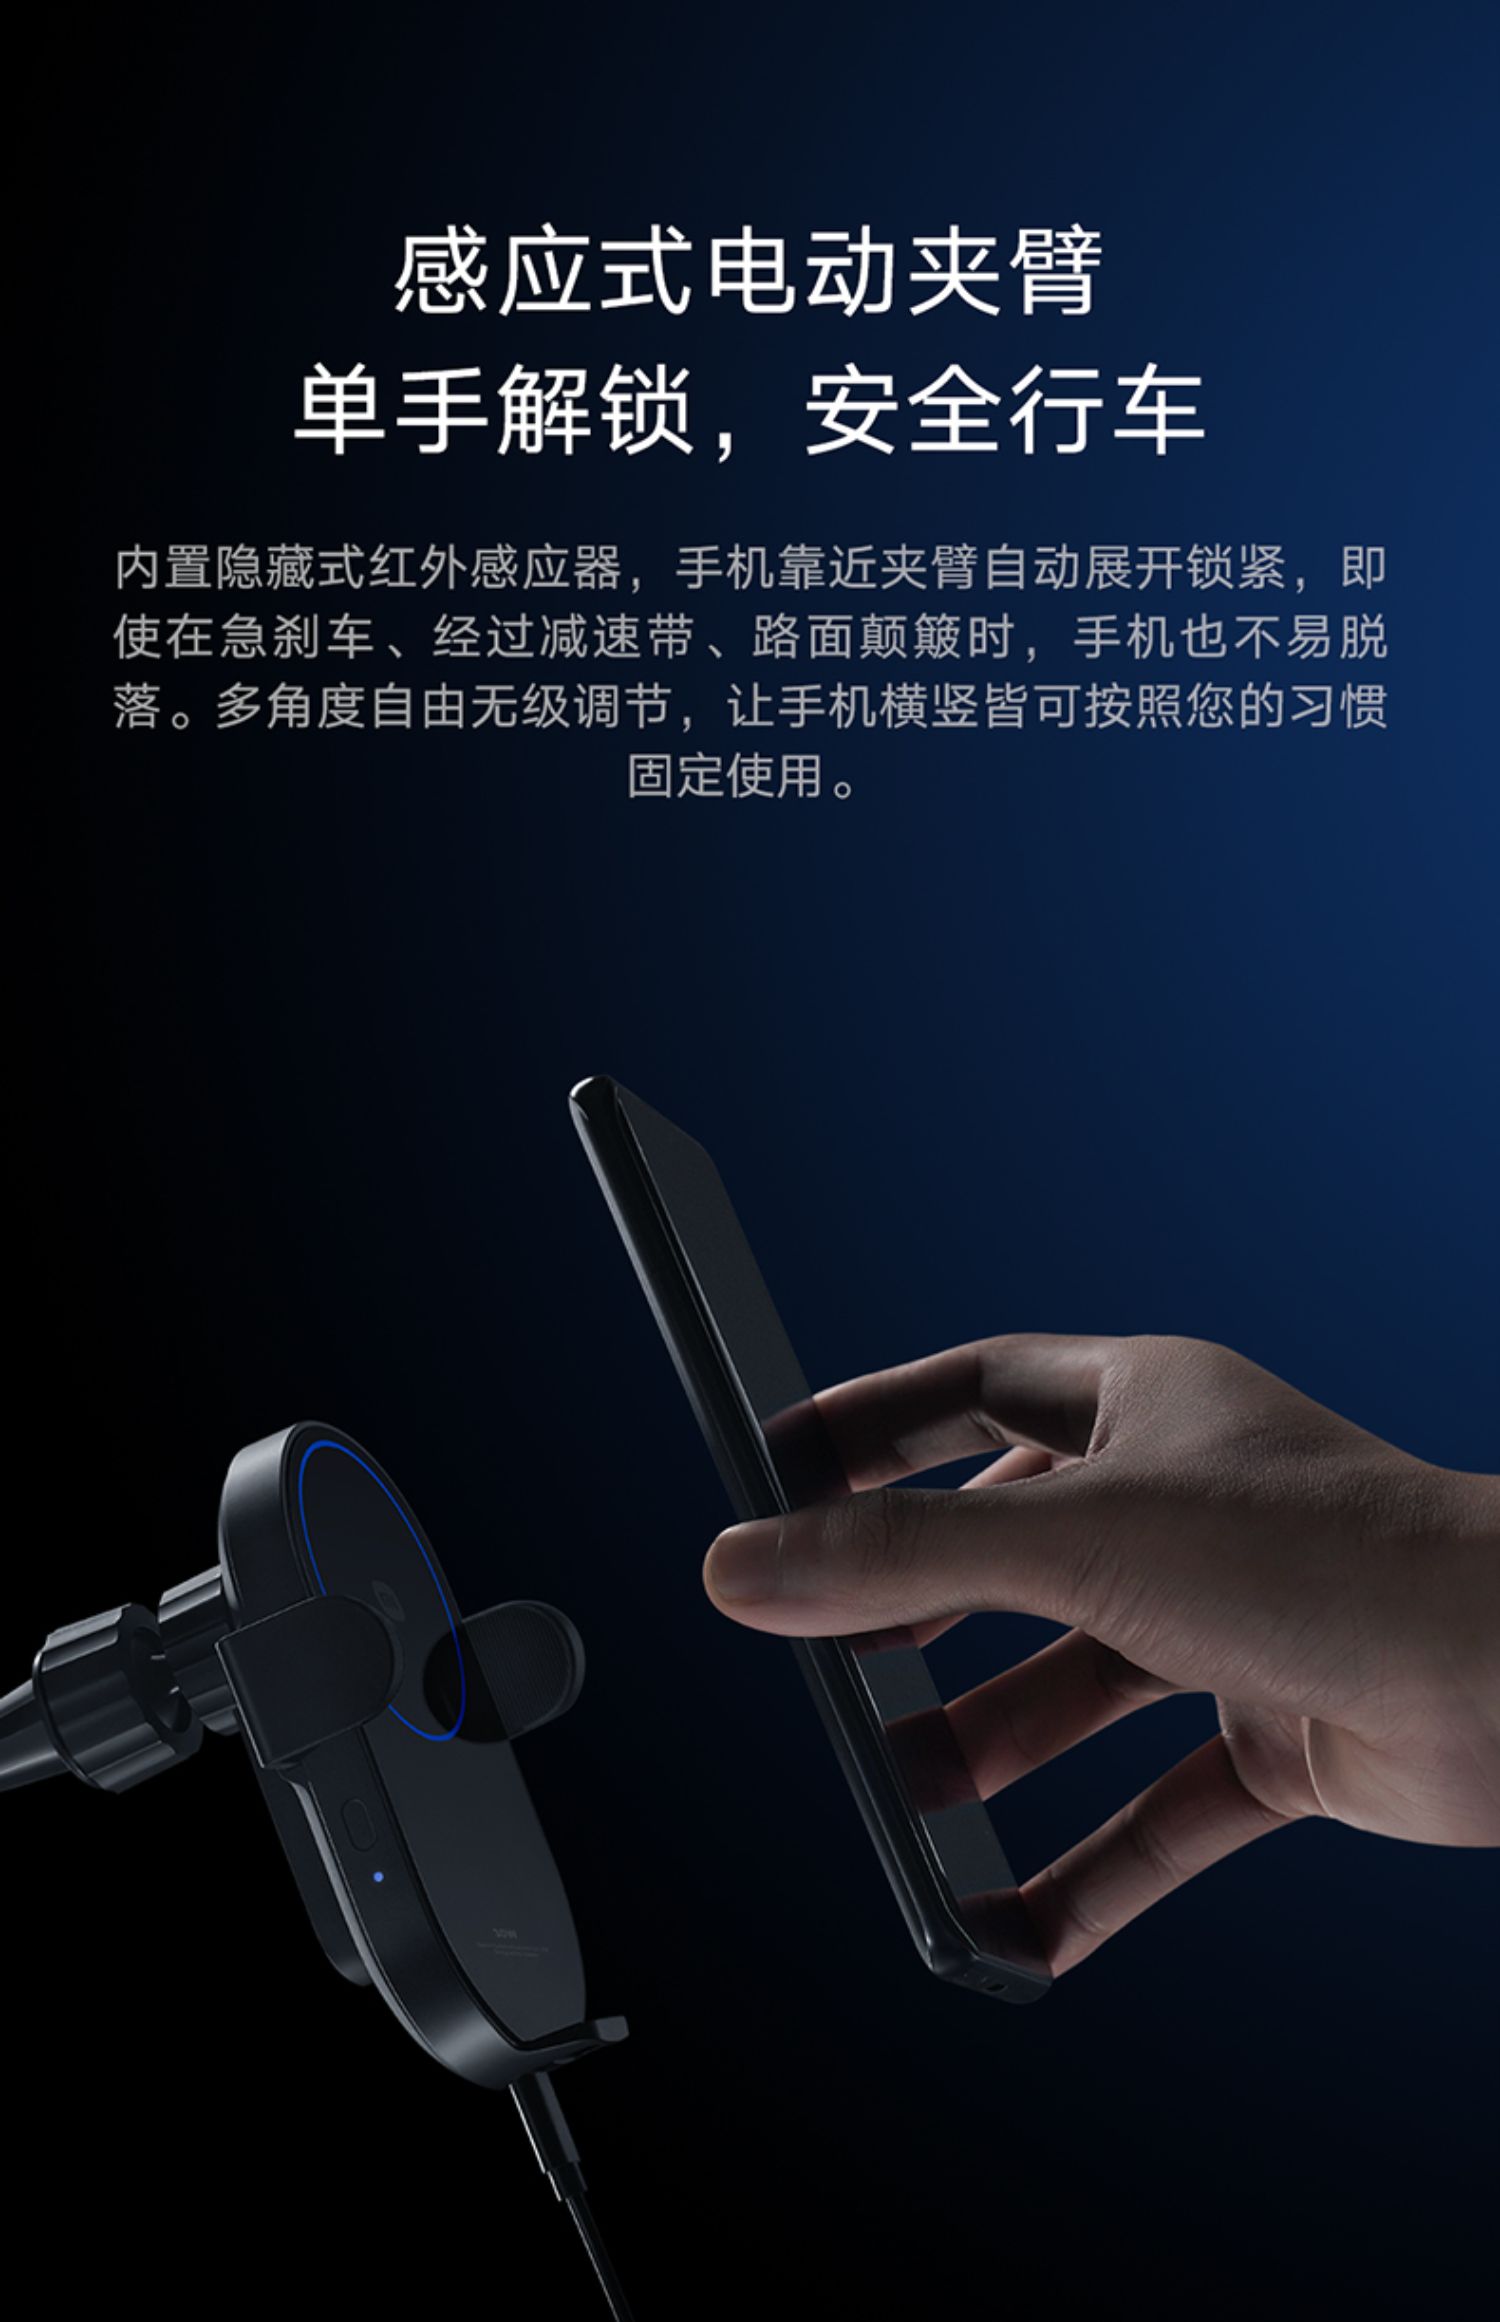 感应式电动夹臂
单手解锁，安全行车
内置隐藏式红外感应器，手机靠近夹臂自动展开锁紧，即
使在急刹车、经过减速带、路面颠簸时，手机也不易脱
落。多角度自由无级调节，让手机横竖皆可按照您的习惯
固定使用。